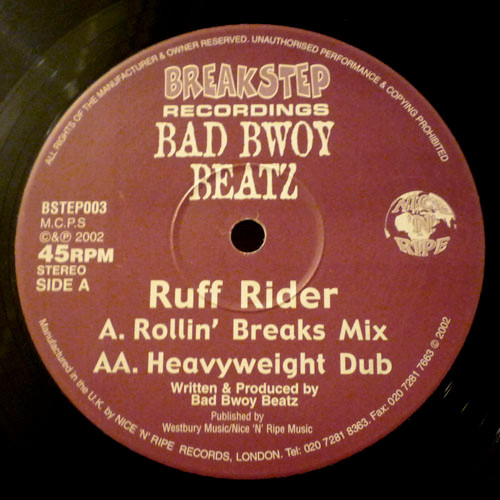 ALL RIGHTS OF THE MANUFACTURER & OWNER RESERVED. UNAUTHORISED PERFORMANCE & COPYING PROHIBITED
BREAKSTEP
RECORDINGS
BAD BWOY
BEATZ
BSTEP003
M.C.P.S
©&℗ 2002
45RPM
STEREO
SIDE A
NICE
'N'
RIPE
Ruff Rider
A. Rollin' Breaks Mix
AA. Heavyweight Dub
Written & Produced by
Bad Bwoy Beatz
Published by
Westbury Music/Nice 'N' Ripe Music
Manufactured in the U.K. by NICE 'N' RIPE RECORDS, LONDON. Tel: 020 7281 8363. Fax: 020 7281 7663 © 2002